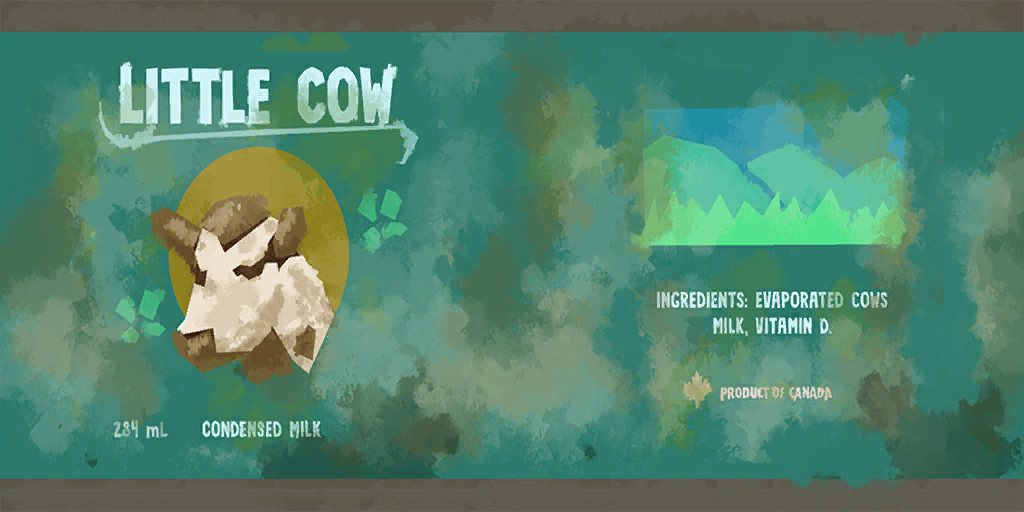 LITTLE COW
284 mL CONDENSED MILK
INGREDIENTS: EVAPORATED COWS
MILK, VITAMIN D.
PRODUCT OF CANADA